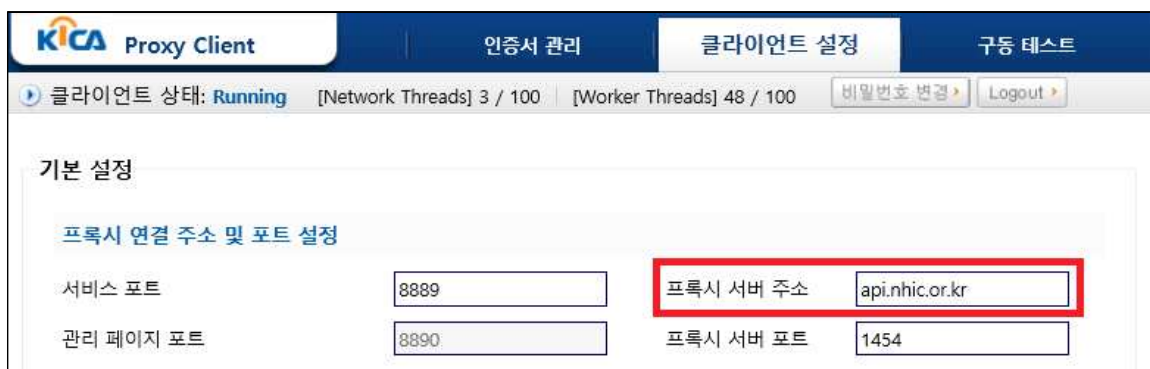 KICA Proxy Client 인증서 관리 클라이언트 설정 구동 테스트
클라이언트 상태: Running [Network Threads] 3 / 100 [Worker Threads] 48 / 100 비밀번호 변경 Logout
기본 설정
프록시 연결 주소 및 포트 설정
서비스 포트 8889 프록시 서버 주소 api.nhic.or.kr
관리 페이지 포트 8890 프록시 서버 포트 1454